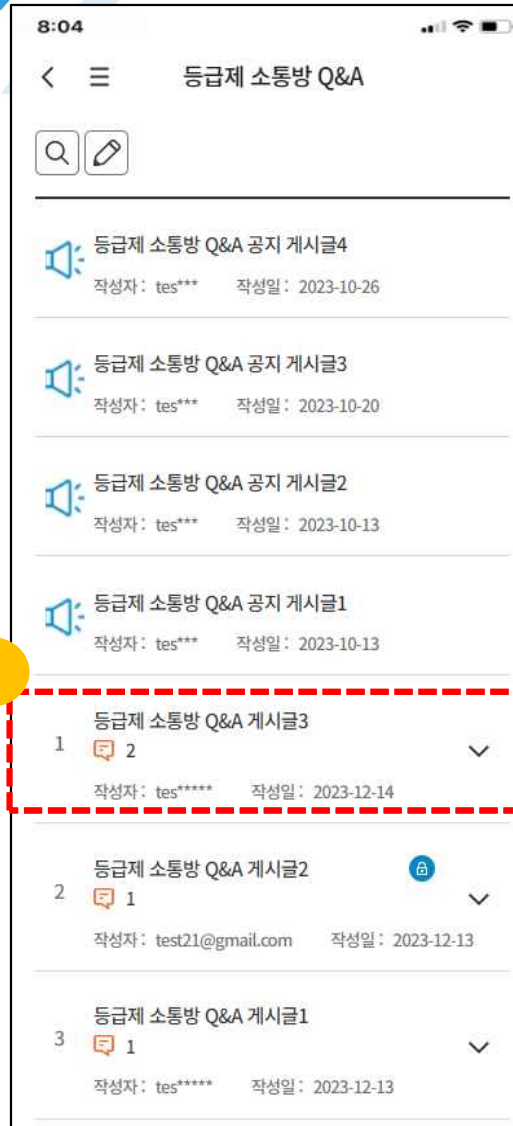 8:04
등급제 소통방 Q&A
등급제 소통방 Q&A 공지 게시글4
작성자 : tes*** 작성일 : 2023-10-26
등급제 소통방 Q&A 공지 게시글3
작성자 : tes*** 작성일 : 2023-10-20
등급제 소통방 Q&A 공지 게시글2
작성자 : tes*** 작성일 : 2023-10-13
등급제 소통방 Q&A 공지 게시글1
작성자 : tes*** 작성일 : 2023-10-13
등급제 소통방 Q&A 게시글3
1 2
작성자 : tes***** 작성일 : 2023-12-14
등급제 소통방 Q&A 게시글2
2 1
작성자 : test21@gmail.com 작성일 : 2023-12-13
등급제 소통방 Q&A 게시글1
3 1
작성자 : tes***** 작성일 : 2023-12-13